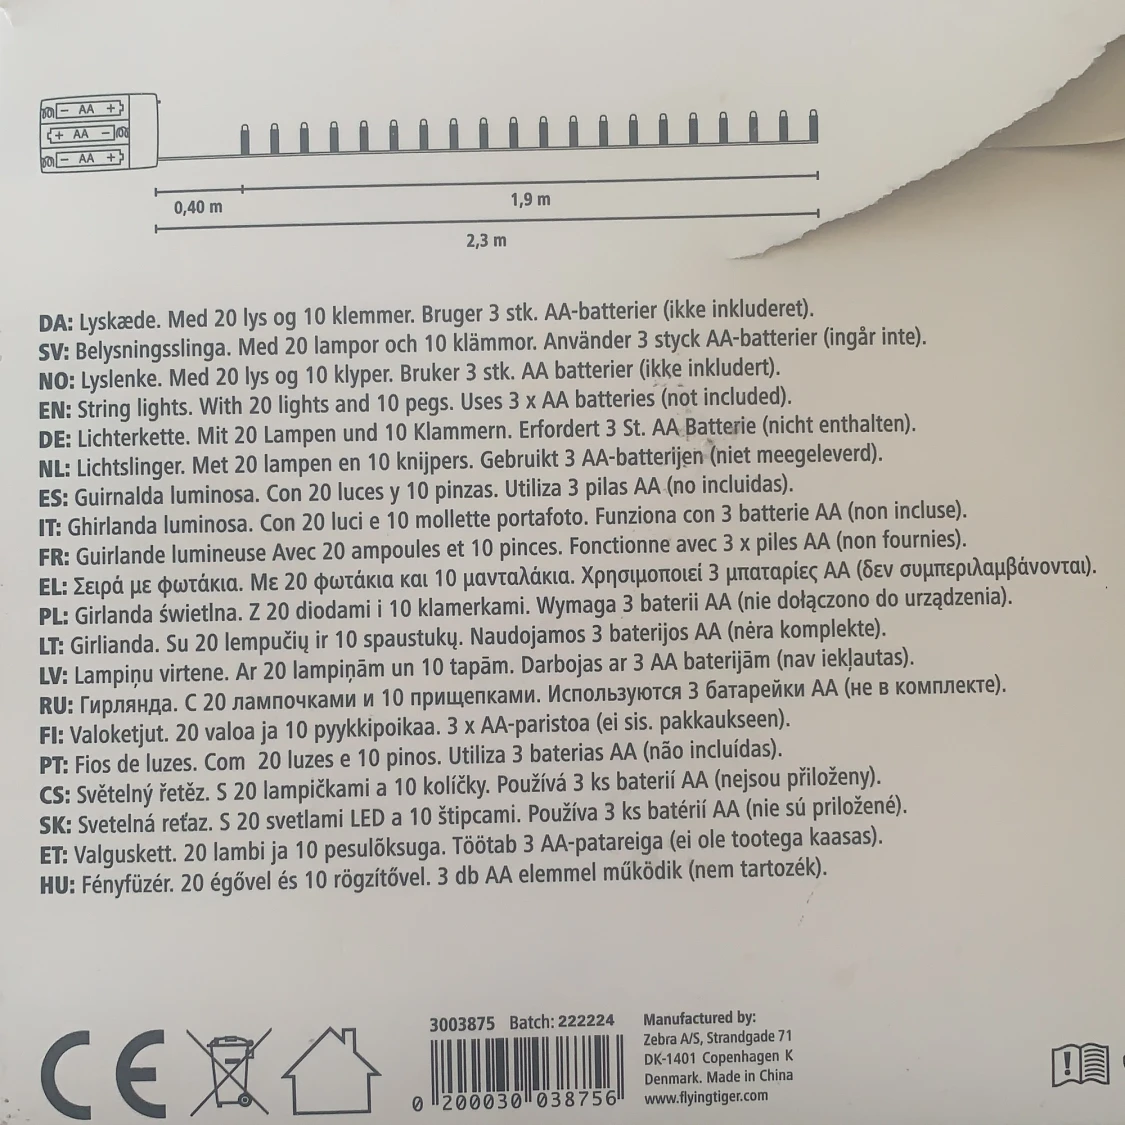 − AA +
+ AA −
− AA +
0,40 m
1,9 m
2,3 m
DA: Lyskæde. Med 20 lys og 10 klemmer. Bruger 3 stk. AA-batterier (ikke inkluderet).
SV: Belysningsslinga. Med 20 lampor och 10 klämmor. Använder 3 styck AA-batterier (ingår inte).
NO: Lyslenke. Med 20 lys og 10 klyper. Bruker 3 stk. AA batterier (ikke inkludert).
EN: String lights. With 20 lights and 10 pegs. Uses 3 x AA batteries (not included).
DE: Lichterkette. Mit 20 Lampen und 10 Klammern. Erfordert 3 St. AA Batterie (nicht enthalten).
NL: Lichtslinger. Met 20 lampen en 10 knijpers. Gebruikt 3 AA-batterijen (niet meegeleverd).
ES: Guirnalda luminosa. Con 20 luces y 10 pinzas. Utiliza 3 pilas AA (no incluidas).
IT: Ghirlanda luminosa. Con 20 luci e 10 mollette portafoto. Funziona con 3 batterie AA (non incluse).
FR: Guirlande lumineuse Avec 20 ampoules et 10 pinces. Fonctionne avec 3 x piles AA (non fournies).
EL: Σειρά με φωτάκια. Με 20 φωτάκια και 10 μανταλάκια. Χρησιμοποιεί 3 μπαταρίες AA (δεν συμπεριλαμβάνονται).
PL: Girlanda świetlna. Z 20 diodami i 10 klamerkami. Wymaga 3 baterii AA (nie dołączono do urządzenia).
LT: Girlianda. Su 20 lempučių ir 10 spaustukų. Naudojamos 3 baterijos AA (nėra komplekte).
LV: Lampiņu virtene. Ar 20 lampiņām un 10 tapām. Darbojas ar 3 AA baterijām (nav iekļautas).
RU: Гирлянда. С 20 лампочками и 10 прищепками. Используются 3 батарейки AA (не в комплекте).
FI: Valoketjut. 20 valoa ja 10 pyykkipoikaa. 3 x AA-paristoa (ei sis. pakkaukseen).
PT: Fios de luzes. Com 20 luzes e 10 pinos. Utiliza 3 baterias AA (não incluídas).
CS: Světelný řetěz. S 20 lampičkami a 10 kolíčky. Používá 3 ks baterií AA (nejsou přiloženy).
SK: Svetelná reťaz. S 20 svetlami LED a 10 štipcami. Používa 3 ks batérií AA (nie sú priložené).
ET: Valguskett. 20 lambi ja 10 pesulõksuga. Töötab 3 AA-patareiga (ei ole tootega kaasas).
HU: Fényfüzér. 20 égővel és 10 rögzítővel. 3 db AA elemmel működik (nem tartozék).
CE
3003875 Batch: 222224
0 200030 038756
Manufactured by:
Zebra A/S, Strandgade 71
DK-1401 Copenhagen K
Denmark. Made in China
www.flyingtiger.com